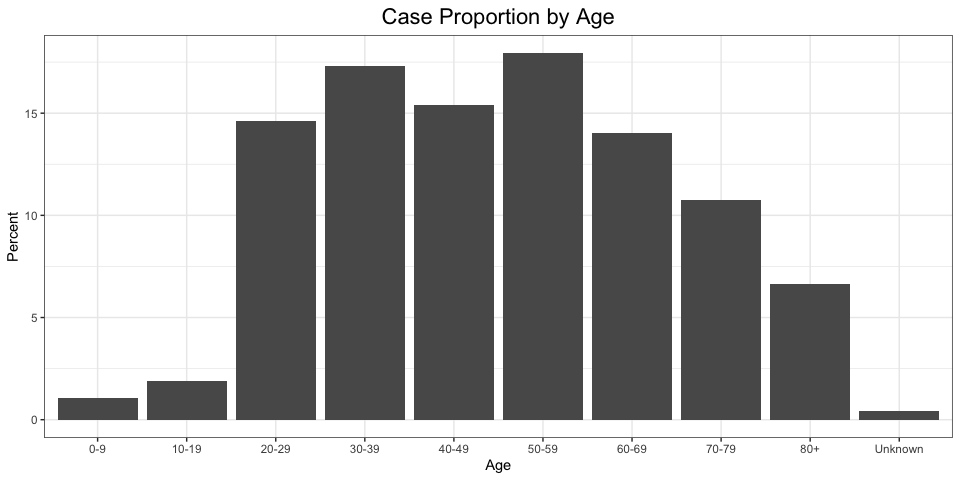 Case Proportion by Age
Percent
15
10
5
0
0-9 10-19 20-29 30-39 40-49 50-59 60-69 70-79 80+ Unknown
Age